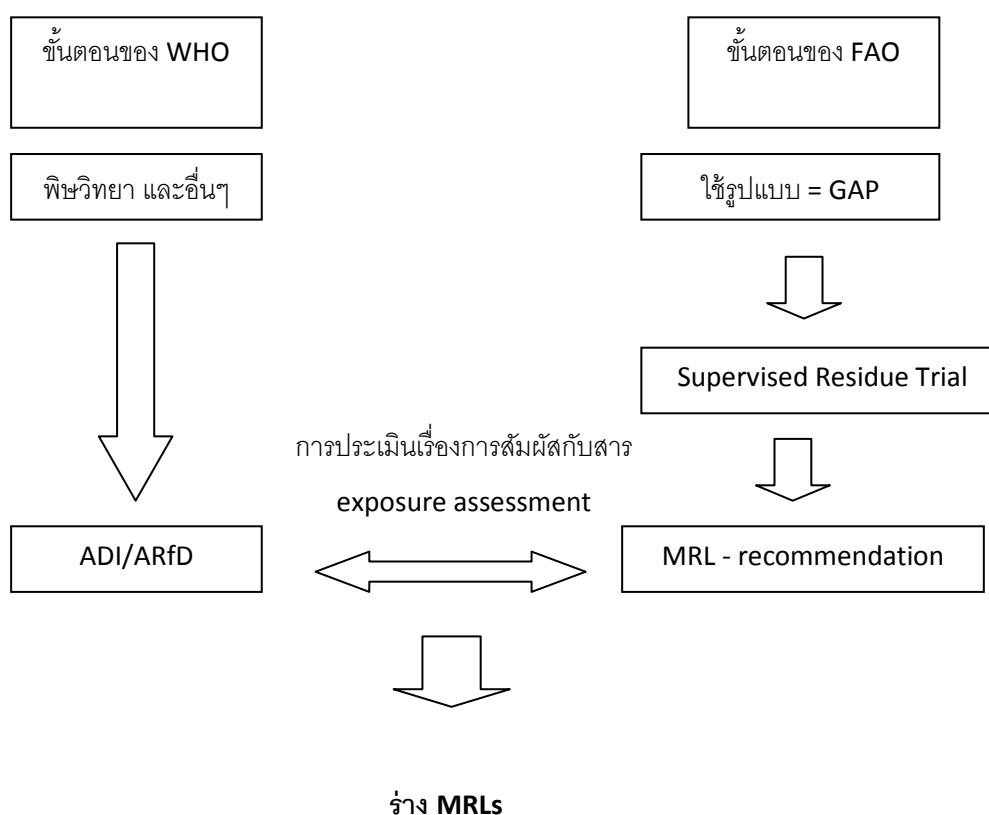 ขั้นตอนของ WHO
ขั้นตอนของ FAO
พิษวิทยา และอื่นๆ
ใช้รูปแบบ = GAP
Supervised Residue Trial
การประเมินเรื่องการสัมผัสกับสาร
exposure assessment
ADI/ARfD
MRL - recommendation
ร่าง MRLs